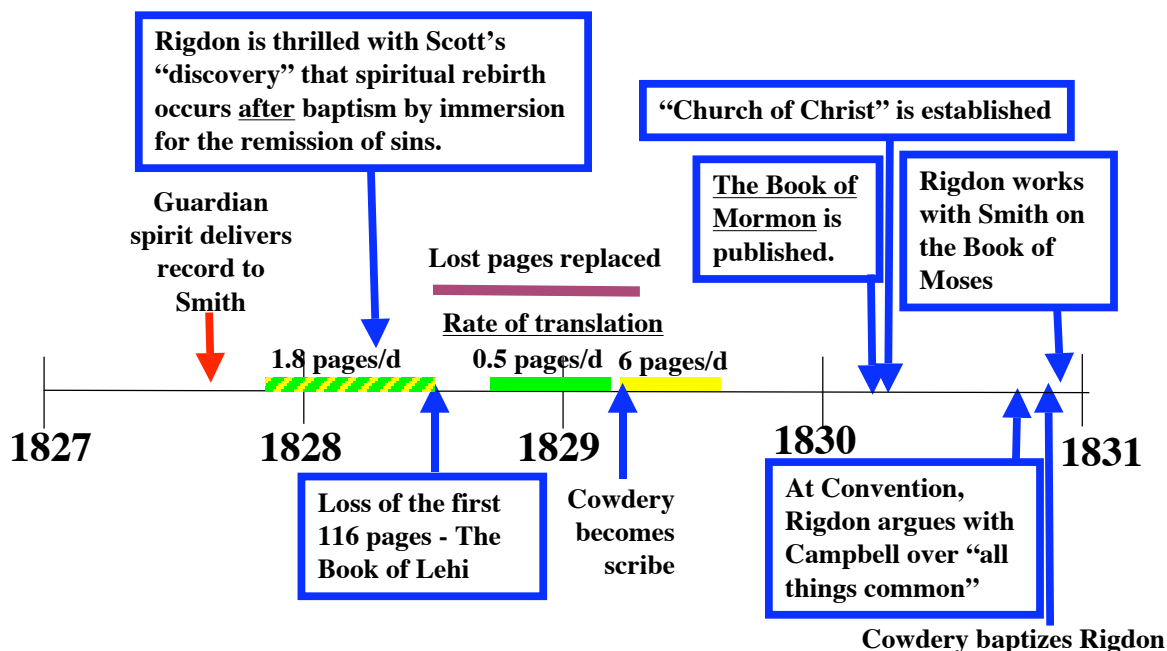 Rigdon is thrilled with Scott’s
“discovery” that spiritual rebirth
occurs after baptism by immersion
for the remission of sins.
“Church of Christ” is established
The Book of
Mormon is
published.
Rigdon works
with Smith on
the Book of
Moses
Guardian
spirit delivers
record to
Smith
Lost pages replaced
Rate of translation
1.8 pages/d
0.5 pages/d
6 pages/d
1827
1828
1829
1830
1831
Loss of the first
116 pages - The
Book of Lehi
Cowdery
becomes
scribe
At Convention,
Rigdon argues with
Campbell over “all
things common”
Cowdery baptizes Rigdon